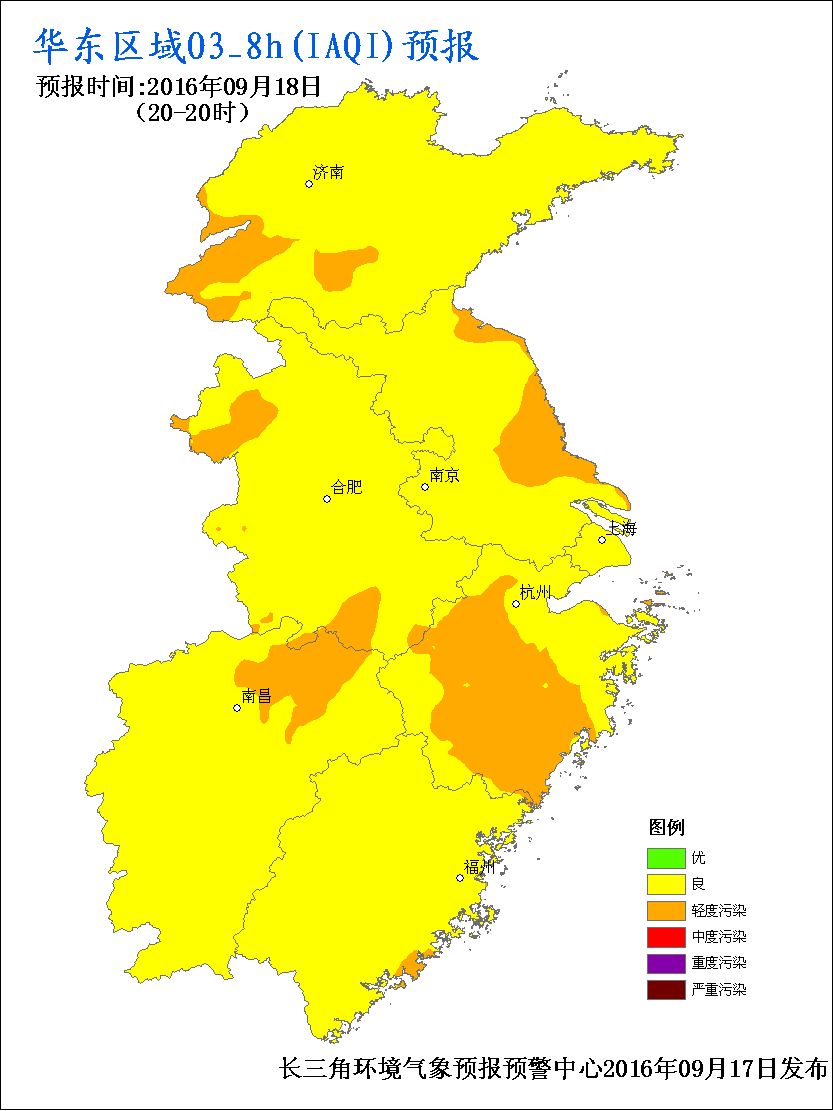 华东区域O3_8h(IAQI)预报
预报时间:2016年09月18日
（20-20时）
济南
南京
合肥
上海
杭州
南昌
福州
图例
优
良
轻度污染
中度污染
重度污染
严重污染
长三角环境气象预报预警中心2016年09月17日发布